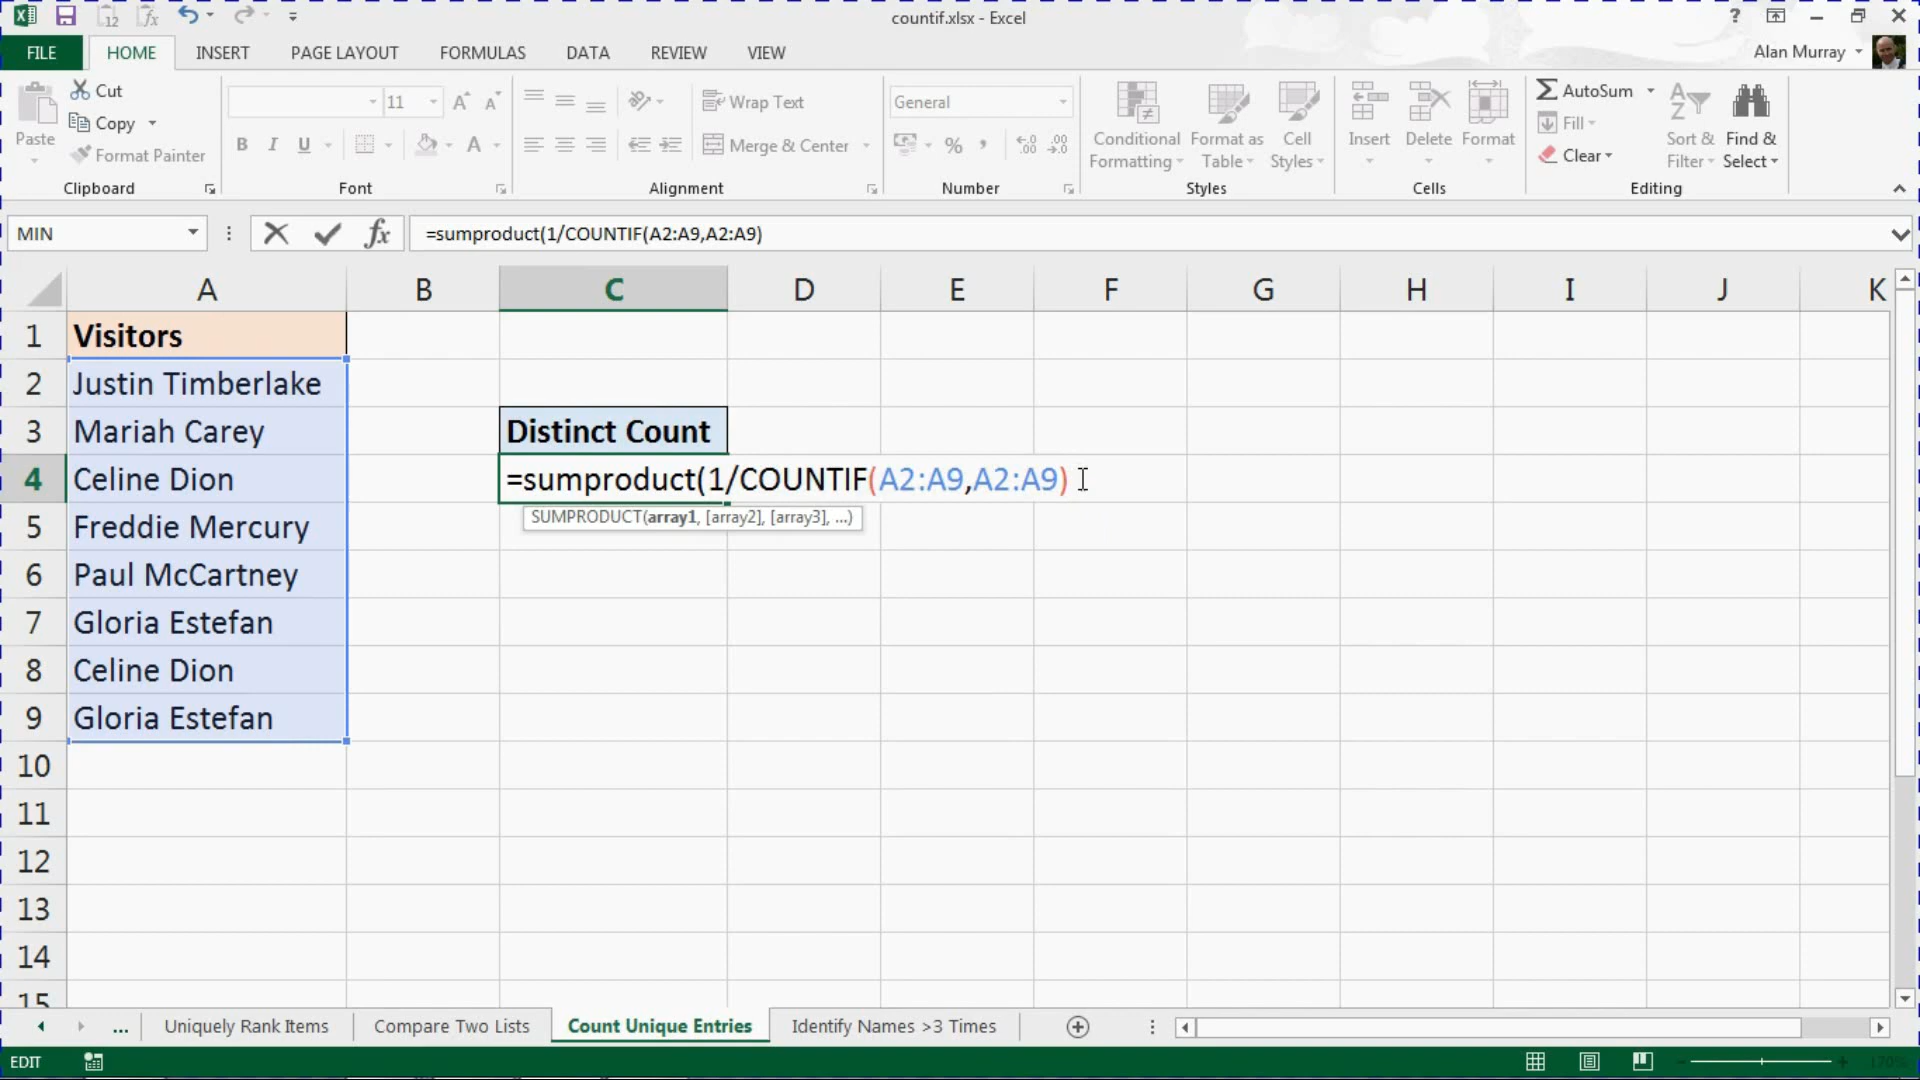 countif.xlsx - Excel
FILE HOME INSERT PAGE LAYOUT FORMULAS DATA REVIEW VIEW Alan Murray
Paste
Cut
Copy
Format Painter
Clipboard
11
B I U
Font
Wrap Text
Merge & Center
Alignment
General
%
Number
Conditional Formatting
Format as Table
Cell Styles
Styles
Insert Delete Format
Cells
AutoSum
Fill
Clear
Sort & Filter
Find & Select
Editing
MIN fx =sumproduct(1/COUNTIF(A2:A9,A2:A9)
A B C D E F G H I J K
1 Visitors
2 Justin Timberlake
3 Mariah Carey Distinct Count
4 Celine Dion =sumproduct(1/COUNTIF(A2:A9,A2:A9)
SUMPRODUCT(array1, [array2], [array3], ...)
5 Freddie Mercury
6 Paul McCartney
7 Gloria Estefan
8 Celine Dion
9 Gloria Estefan
10
11
12
13
14
15
... Uniquely Rank Items Compare Two Lists Count Unique Entries Identify Names >3 Times
EDIT 170%